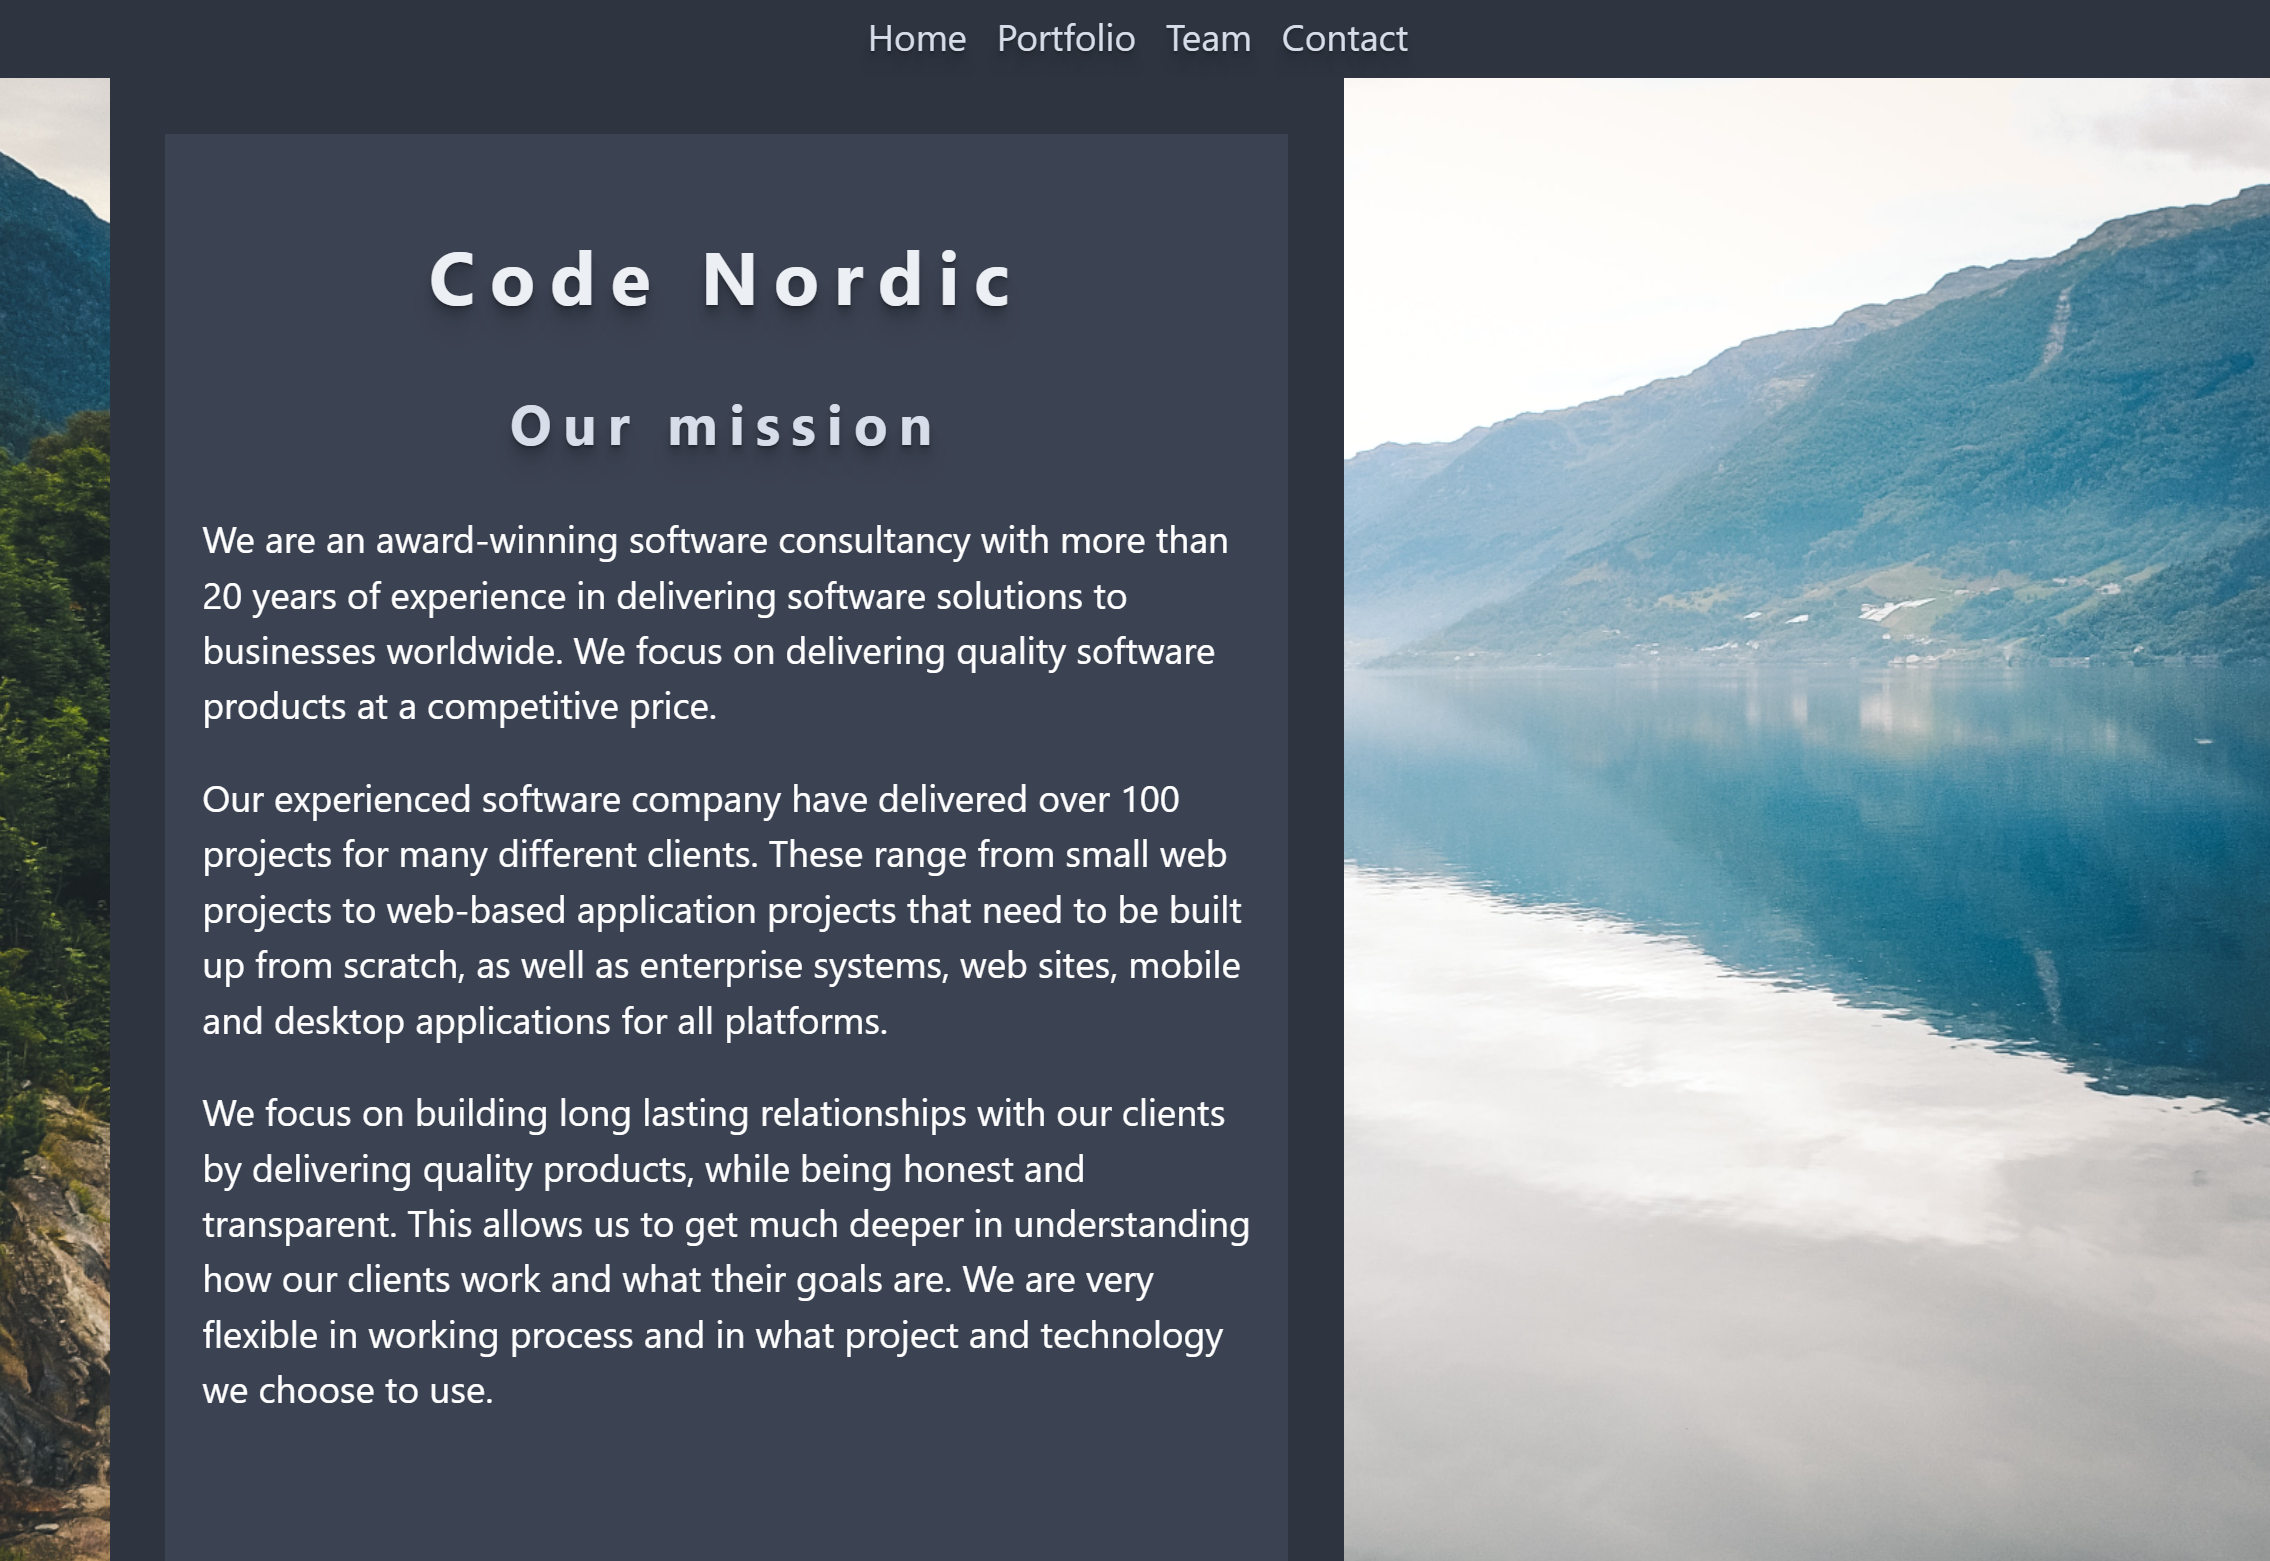 Home Portfolio Team Contact
Code Nordic
Our mission
We are an award-winning software consultancy with more than
20 years of experience in delivering software solutions to
businesses worldwide. We focus on delivering quality software
products at a competitive price.
Our experienced software company have delivered over 100
projects for many different clients. These range from small web
projects to web-based application projects that need to be built
up from scratch, as well as enterprise systems, web sites, mobile
and desktop applications for all platforms.
We focus on building long lasting relationships with our clients
by delivering quality products, while being honest and
transparent. This allows us to get much deeper in understanding
how our clients work and what their goals are. We are very
flexible in working process and in what project and technology
we choose to use.